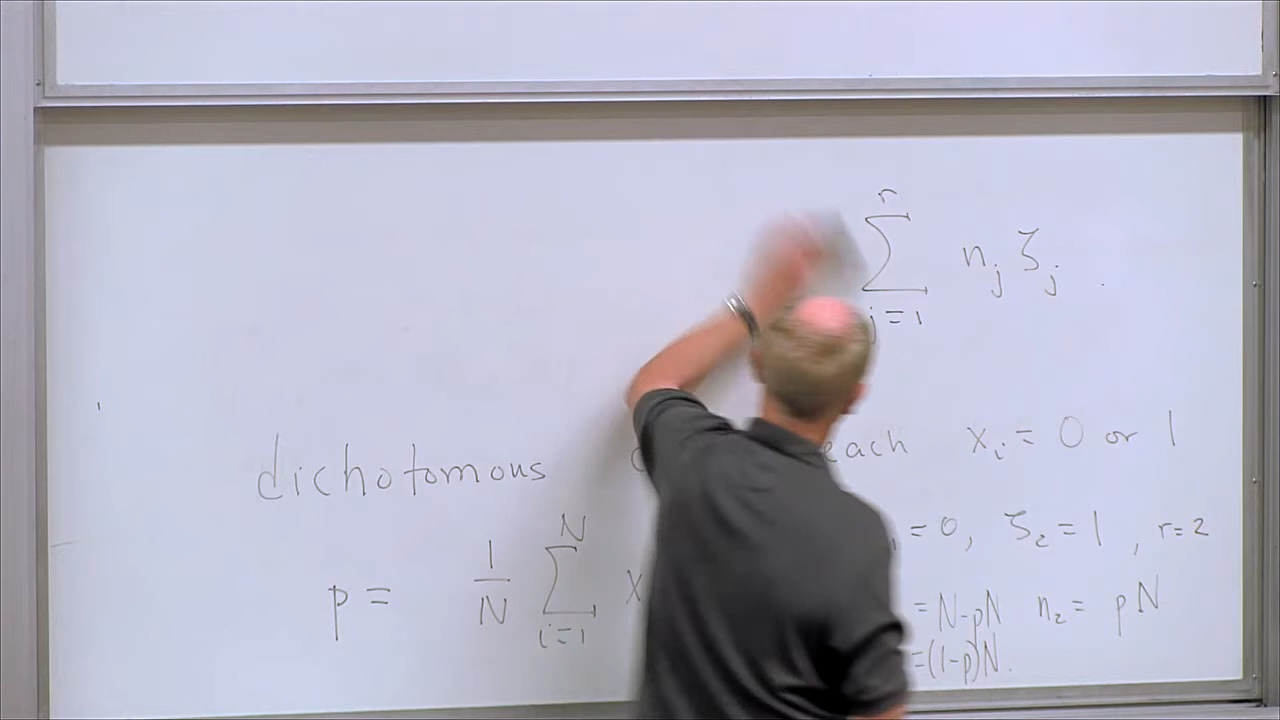 r
∑ n_j ζ_j .
j=1
dichotomous each x_i = 0 or 1
= 0, ζ_2 = 1 , r=2
p = 1/N ∑_{i=1}^{N} x
= N-pN n_2 = pN
=(1-p)N.